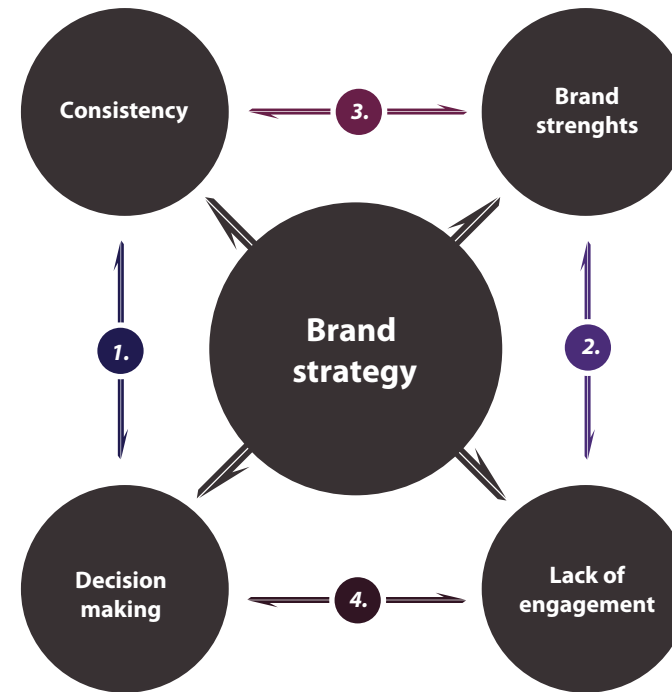 Consistency
3.
Brand
strenghts
Brand
strategy
1.
2.
Decision
making
4.
Lack of
engagement